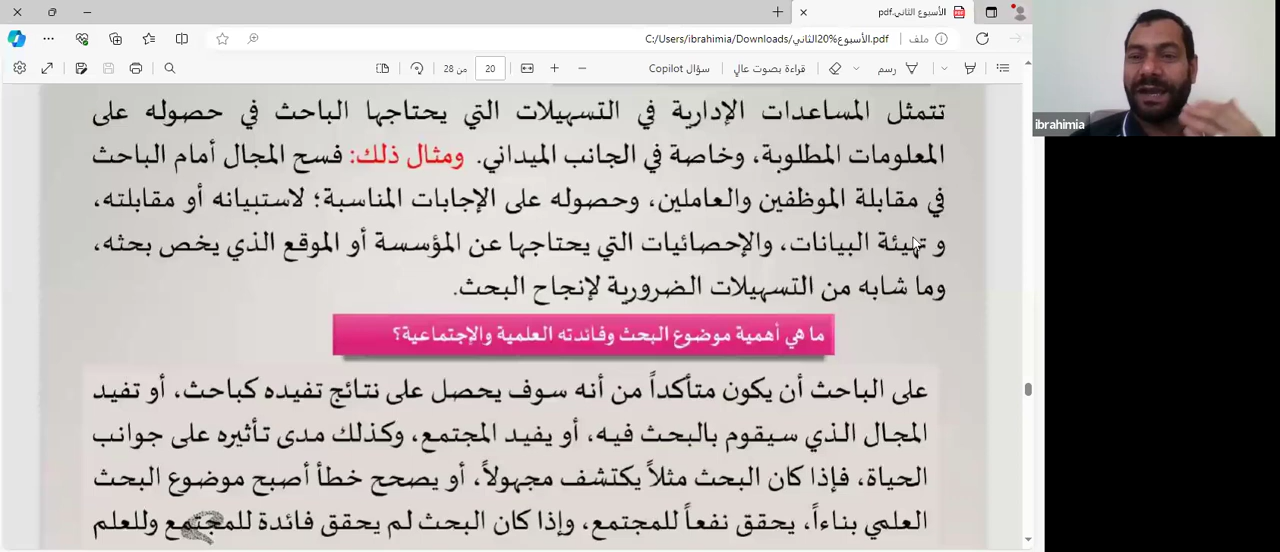 الأسبوع الثاني.pdf
ملف
C:/Users/ibrahimia/Downloads/الأسبوع%20الثاني.pdf
رسم
قراءة بصوت عالٍ
سؤال Copilot
20
من 28
ibrahimia
تتمثل المساعدات الإدارية في التسهيلات التي يحتاجها الباحث في حصوله على
المعلومات المطلوبة، وخاصة في الجانب الميداني. ومثال ذلك: فسح المجال أمام الباحث
في مقابلة الموظفين والعاملين، وحصوله على الإجابات المناسبة؛ لاستبيانه أو مقابلته،
و تهيئة البيانات، والإحصائيات التي يحتاجها عن المؤسسة أو الموقع الذي يخص بحثه،
وما شابه من التسهيلات الضرورية لإنجاح البحث.
ما هي أهمية موضوع البحث وفائدته العلمية والإجتماعية؟
على الباحث أن يكون متأكداً من أنه سوف يحصل على نتائج تفيده كباحث، أو تفيد
المجال الذي سيقوم بالبحث فيه، أو يفيد المجتمع، وكذلك مدى تأثيره على جوانب
الحياة، فإذا كان البحث مثلاً يكتشف مجهولاً، أو يصحح خطأ أصبح موضوع البحث
العلمي بناءاً، يحقق نفعاً للمجتمع، وإذا كان البحث لم يحقق فائدة للمجتمع وللعلم